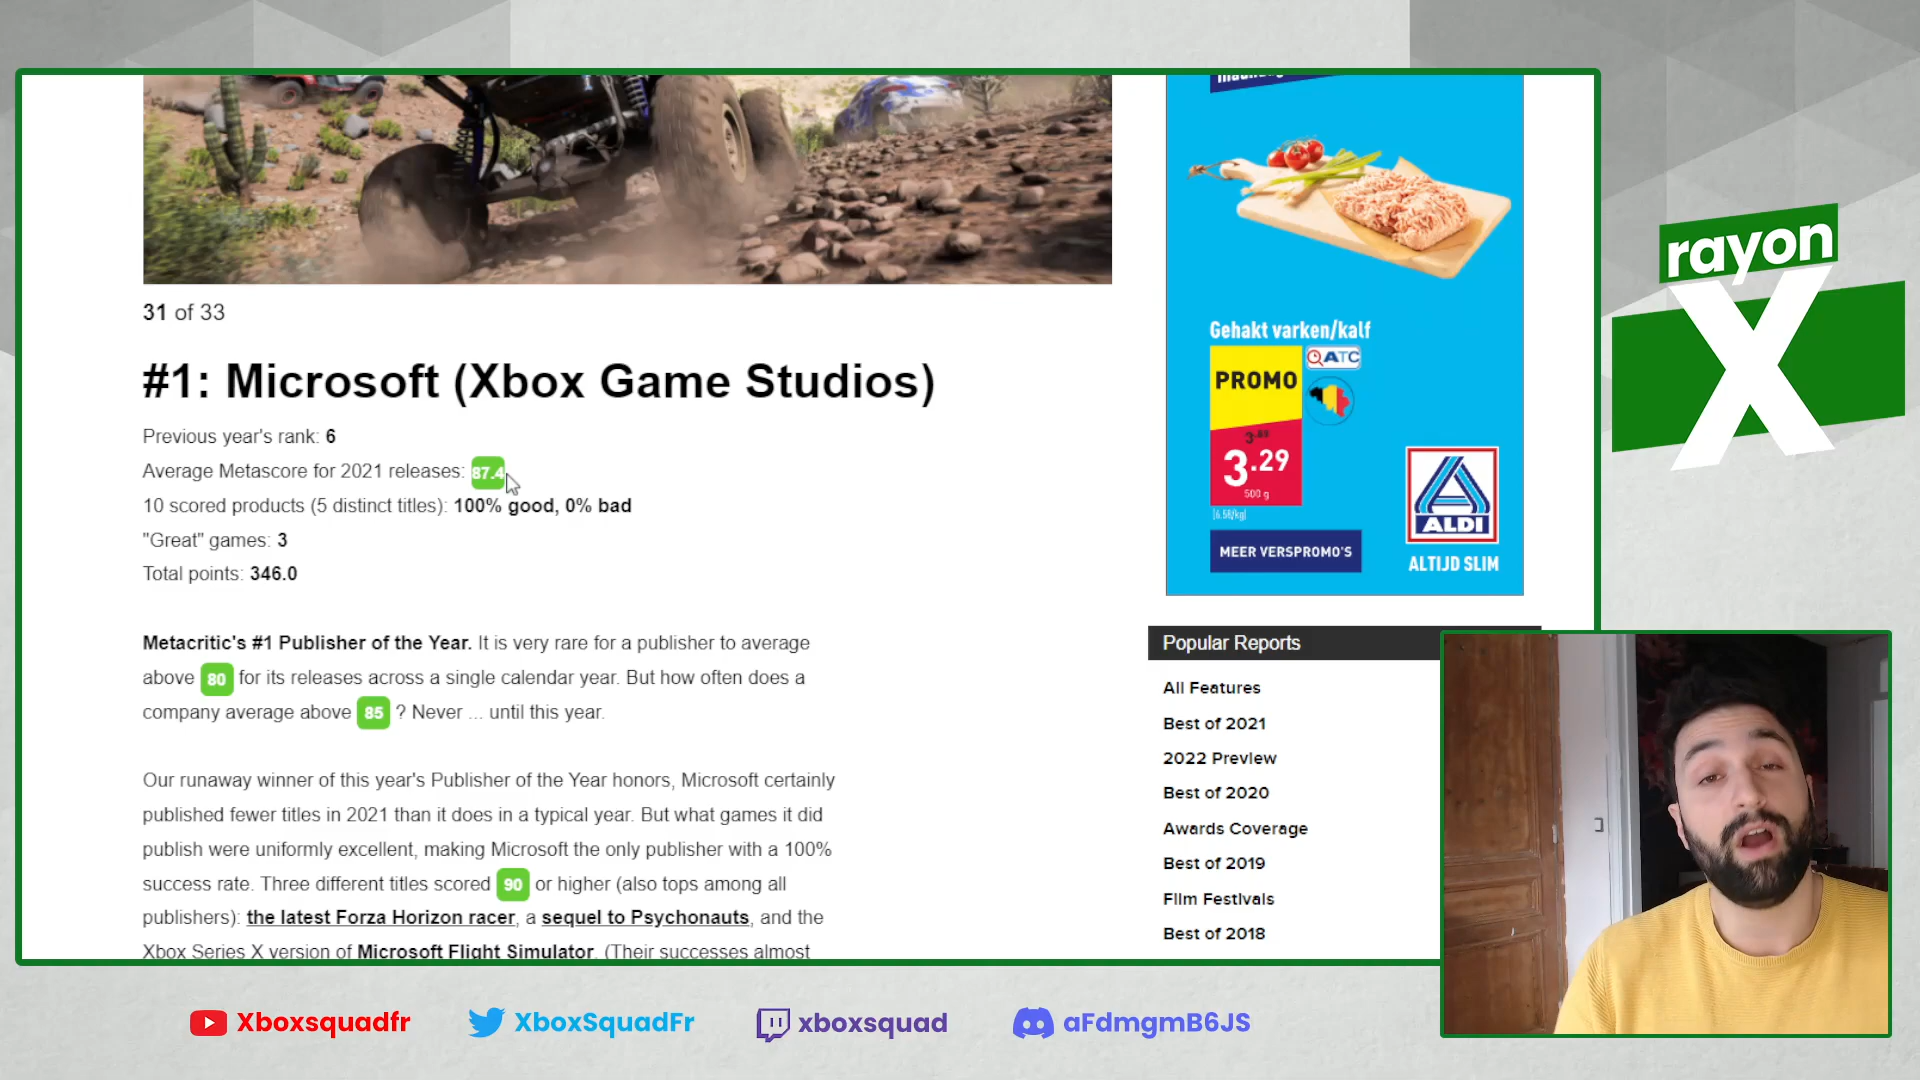 31 of 33
#1: Microsoft (Xbox Game Studios)
Previous year's rank: 6
Average Metascore for 2021 releases: 87.4
10 scored products (5 distinct titles): 100% good, 0% bad
"Great" games: 3
Total points: 346.0
Metacritic's #1 Publisher of the Year. It is very rare for a publisher to average
above 80 for its releases across a single calendar year. But how often does a
company average above 85 ? Never ... until this year.
Our runaway winner of this year's Publisher of the Year honors, Microsoft certainly
published fewer titles in 2021 than it does in a typical year. But what games it did
publish were uniformly excellent, making Microsoft the only publisher with a 100%
success rate. Three different titles scored 90 or higher (also tops among all
publishers): the latest Forza Horizon racer, a sequel to Psychonauts, and the
Xbox Series X version of Microsoft Flight Simulator. (Their successes almost
Gehakt varken/kalf
ATC
PROMO
3.29
500 g
[6.58/kg]
MEER VERSPROMO'S
ALDI
ALTIJD SLIM
Popular Reports
All Features
Best of 2021
2022 Preview
Best of 2020
Awards Coverage
Best of 2019
Film Festivals
Best of 2018
rayon
X
Xboxsquadfr
XboxSquadFr
xboxsquad
aFdmgmB6JS